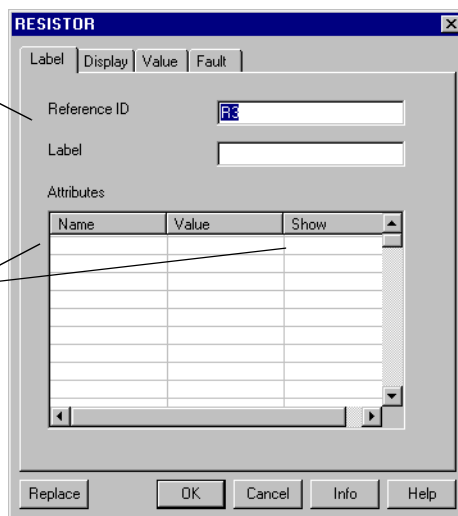 RESISTOR
Label Display Value Fault
Reference ID R3
Label
Attributes
Name Value Show
Replace OK Cancel Info Help